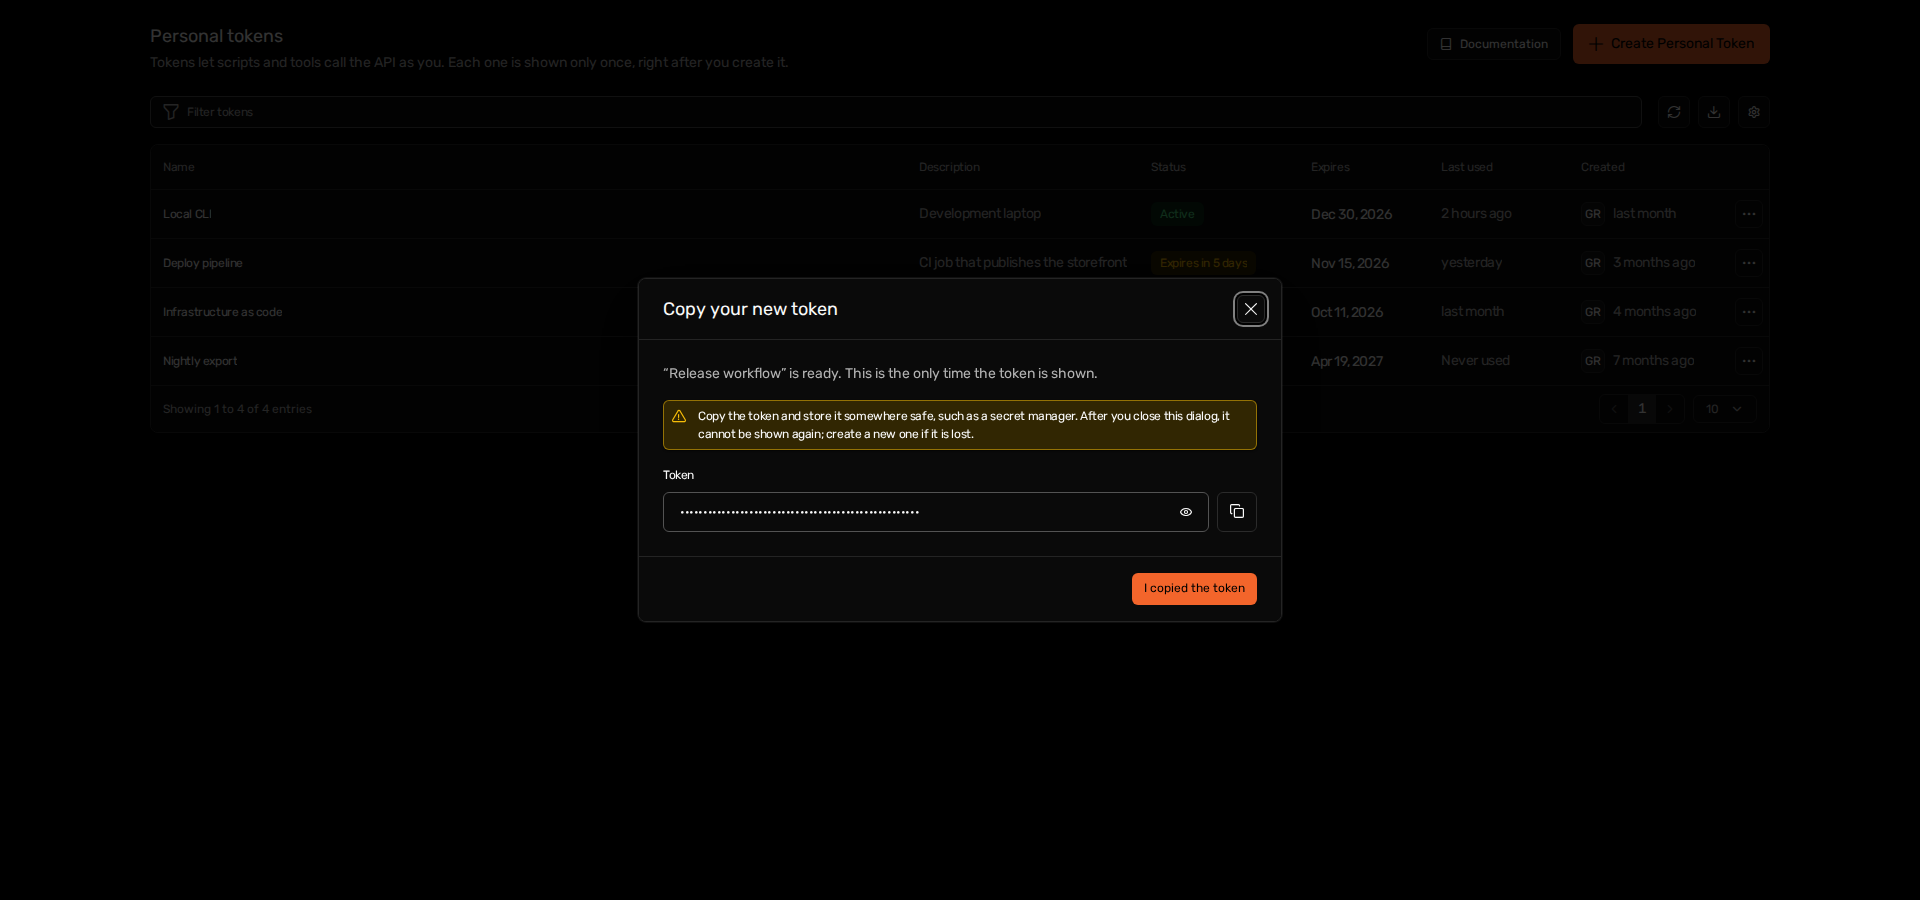 Personal tokens
Tokens let scripts and tools call the API as you. Each one is shown only once, right after you create it.
Documentation
Create Personal Token
Filter tokens
Name Description Status Expires Last used Created
Local CLI Development laptop Active Dec 30, 2026 2 hours ago GR last month
Deploy pipeline CI job that publishes the storefront Expires in 5 days Nov 15, 2026 yesterday GR 3 months ago
Infrastructure as code Oct 11, 2026 last month GR 4 months ago
Nightly export Apr 19, 2027 Never used GR 7 months ago
Showing 1 to 4 of 4 entries 1 10
Copy your new token
“Release workflow” is ready. This is the only time the token is shown.
Copy the token and store it somewhere safe, such as a secret manager. After you close this dialog, it
cannot be shown again; create a new one if it is lost.
Token
••••••••••••••••••••••••••••••••••••••••••••••••••••
I copied the token